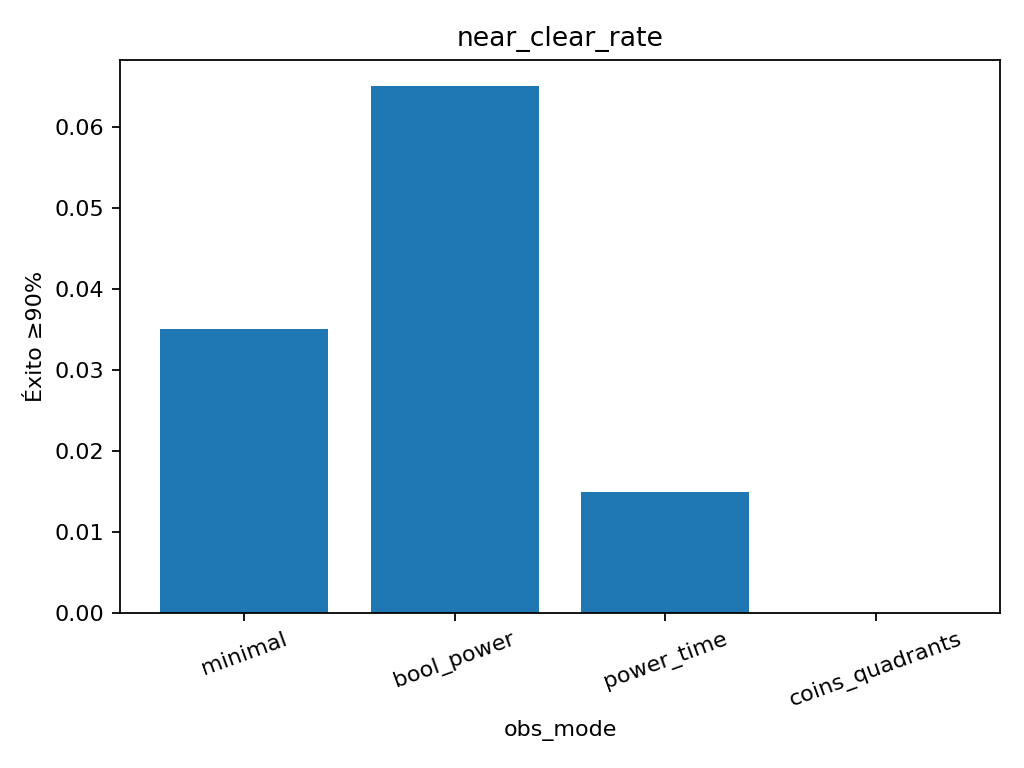 near_clear_rate
Éxito ≥90%
0.06
0.05
0.04
0.03
0.02
0.01
0.00
minimal
bool_power
power_time
coins_quadrants
obs_mode